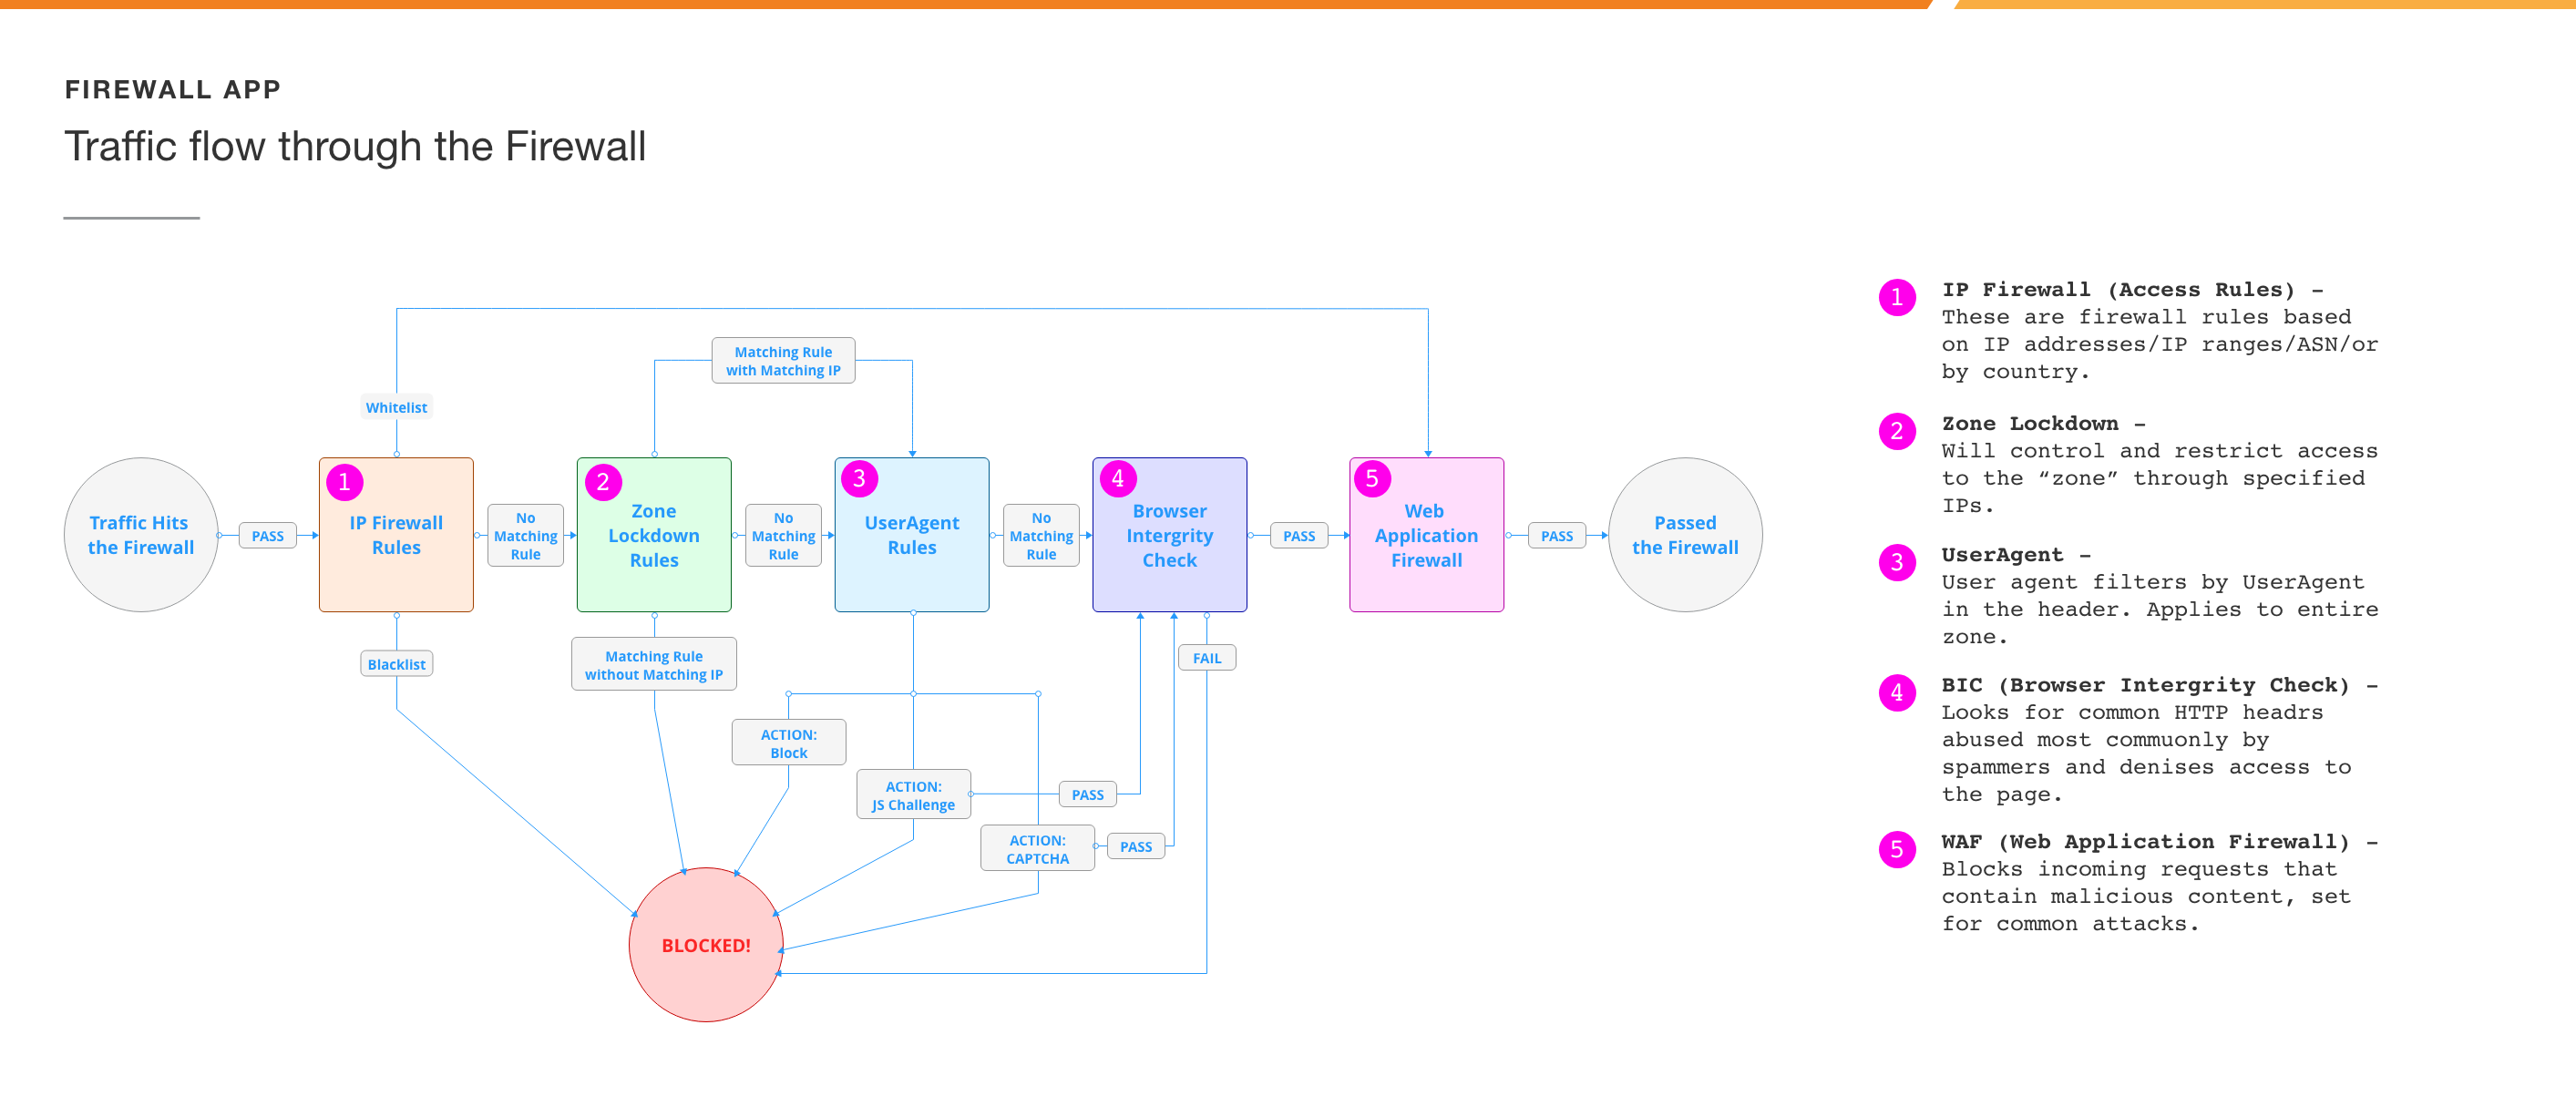 FIREWALL APP
Traffic flow through the Firewall
Matching Rule
with Matching IP
Whitelist
Traffic Hits
the Firewall
PASS
1
IP Firewall
Rules
No
Matching
Rule
2
Zone
Lockdown
Rules
No
Matching
Rule
3
UserAgent
Rules
No
Matching
Rule
4
Browser
Intergrity
Check
PASS
5
Web
Application
Firewall
PASS
Passed
the Firewall
Blacklist
Matching Rule
without Matching IP
FAIL
ACTION:
Block
ACTION:
JS Challenge
PASS
ACTION:
CAPTCHA
PASS
BLOCKED!
1
IP Firewall (Access Rules) –
These are firewall rules based
on IP addresses/IP ranges/ASN/or
by country.
2
Zone Lockdown –
Will control and restrict access
to the “zone” through specified
IPs.
3
UserAgent –
User agent filters by UserAgent
in the header. Applies to entire
zone.
4
BIC (Browser Intergrity Check) –
Looks for common HTTP headrs
abused most commuonly by
spammers and denises access to
the page.
5
WAF (Web Application Firewall) –
Blocks incoming requests that
contain malicious content, set
for common attacks.